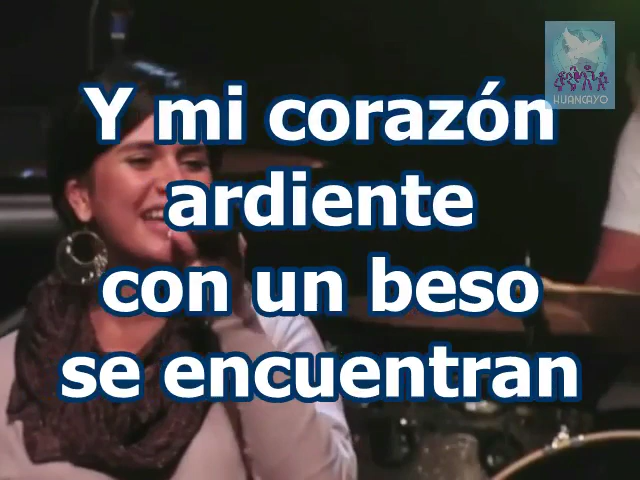 HUANCAYO
Y mi corazón
ardiente
con un beso
se encuentran